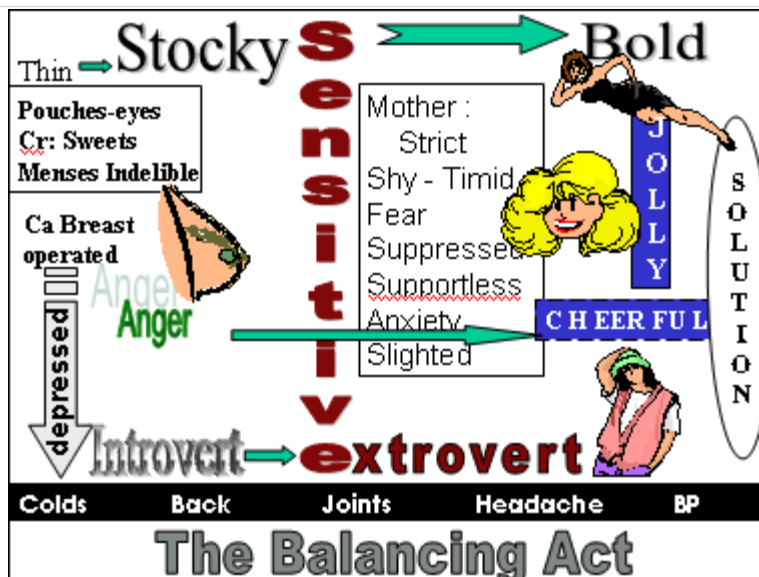 Thin
Stocky
Bold
Sensitive
Pouches-eyes
Cr: Sweets
Menses Indelible
Ca Breast
operated
Anger
Anger
depressed
Mother :
Strict
Shy - Timid
Fear
Suppressed
Supportless
Anxiety
Slighted
JOLLY
CHEERFUL
SOLUTION
Introvert
extrovert
Colds Back Joints Headache BP
The Balancing Act